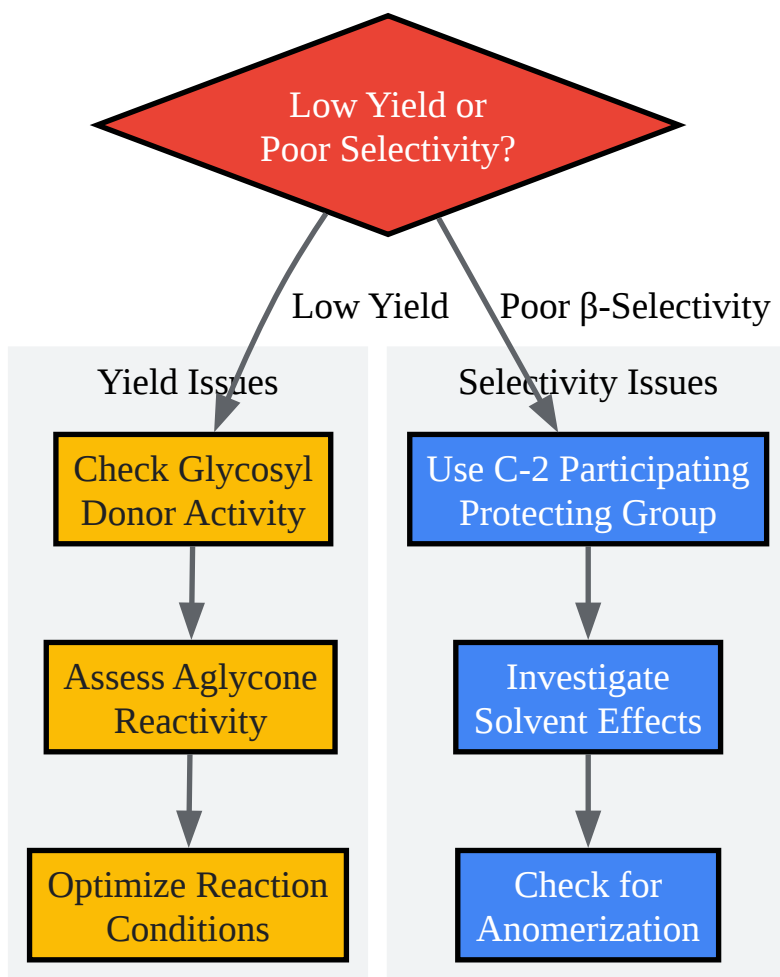 Low Yield or
Poor Selectivity?
Low Yield
Poor β-Selectivity
Yield Issues
Check Glycosyl
Donor Activity
Assess Aglycone
Reactivity
Optimize Reaction
Conditions
Selectivity Issues
Use C-2 Participating
Protecting Group
Investigate
Solvent Effects
Check for
Anomerization